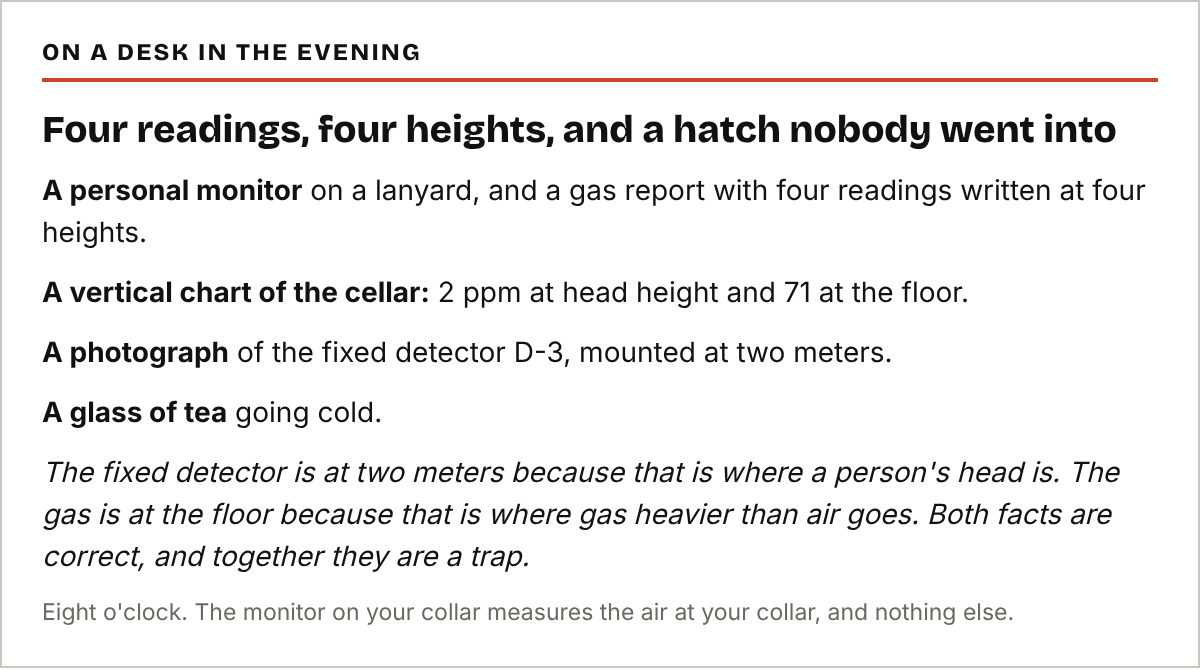 ON A DESK IN THE EVENING
Four readings, four heights, and a hatch nobody went into
A personal monitor on a lanyard, and a gas report with four readings written at four
heights.
A vertical chart of the cellar: 2 ppm at head height and 71 at the floor.
A photograph of the fixed detector D-3, mounted at two meters.
A glass of tea going cold.
The fixed detector is at two meters because that is where a person's head is. The
gas is at the floor because that is where gas heavier than air goes. Both facts are
correct, and together they are a trap.
Eight o'clock. The monitor on your collar measures the air at your collar, and nothing else.